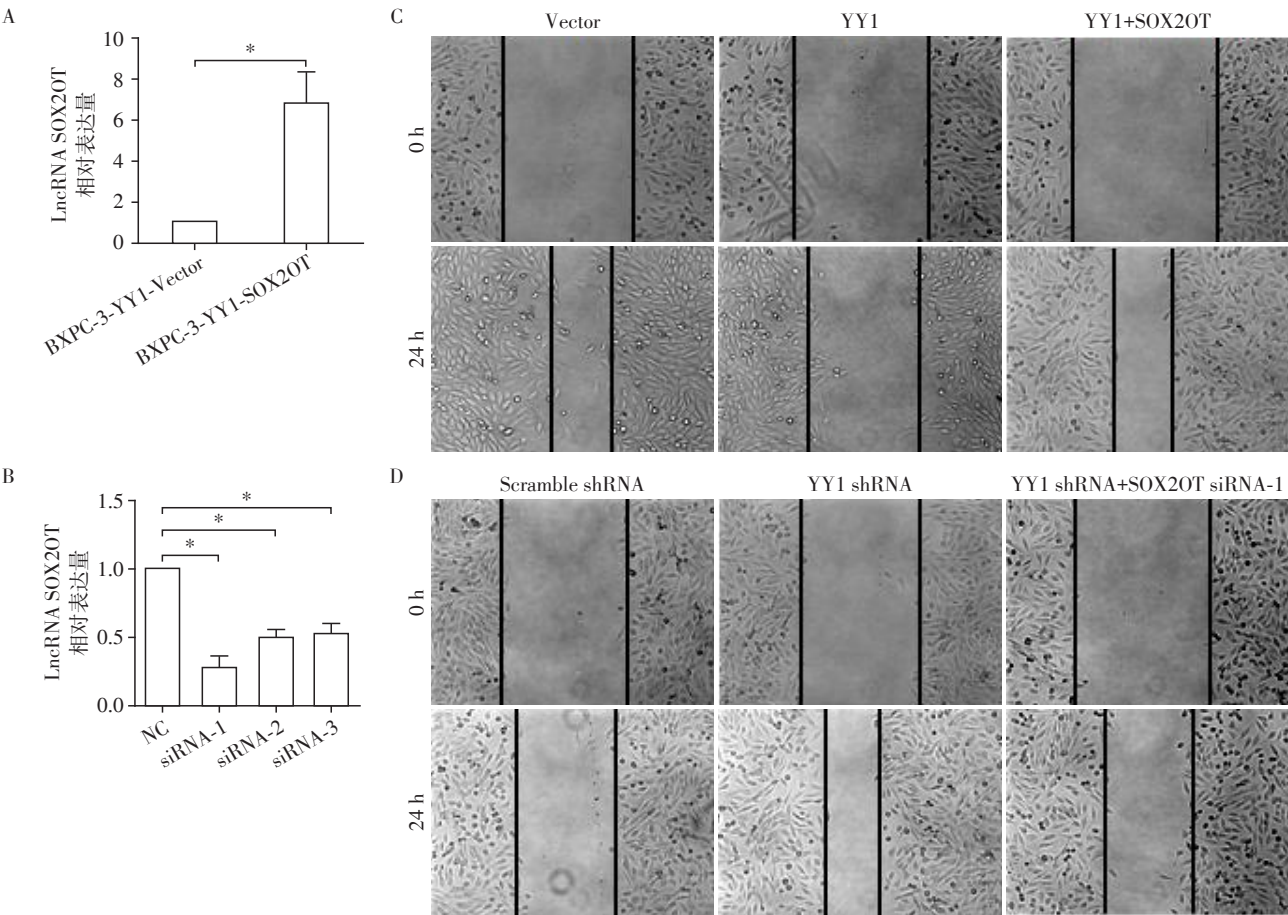 A
LncRNA SOX2OT
相对表达量
10
8
6
4
2
0
*
BXPC-3-YY1-Vector
BXPC-3-YY1-SOX2OT
B
LncRNA SOX2OT
相对表达量
1.5
1.0
0.5
0.0
*
*
*
NC
siRNA-1
siRNA-2
siRNA-3
C
Vector
YY1
YY1+SOX2OT
0 h
24 h
D
Scramble shRNA
YY1 shRNA
YY1 shRNA+SOX2OT siRNA-1
0 h
24 h